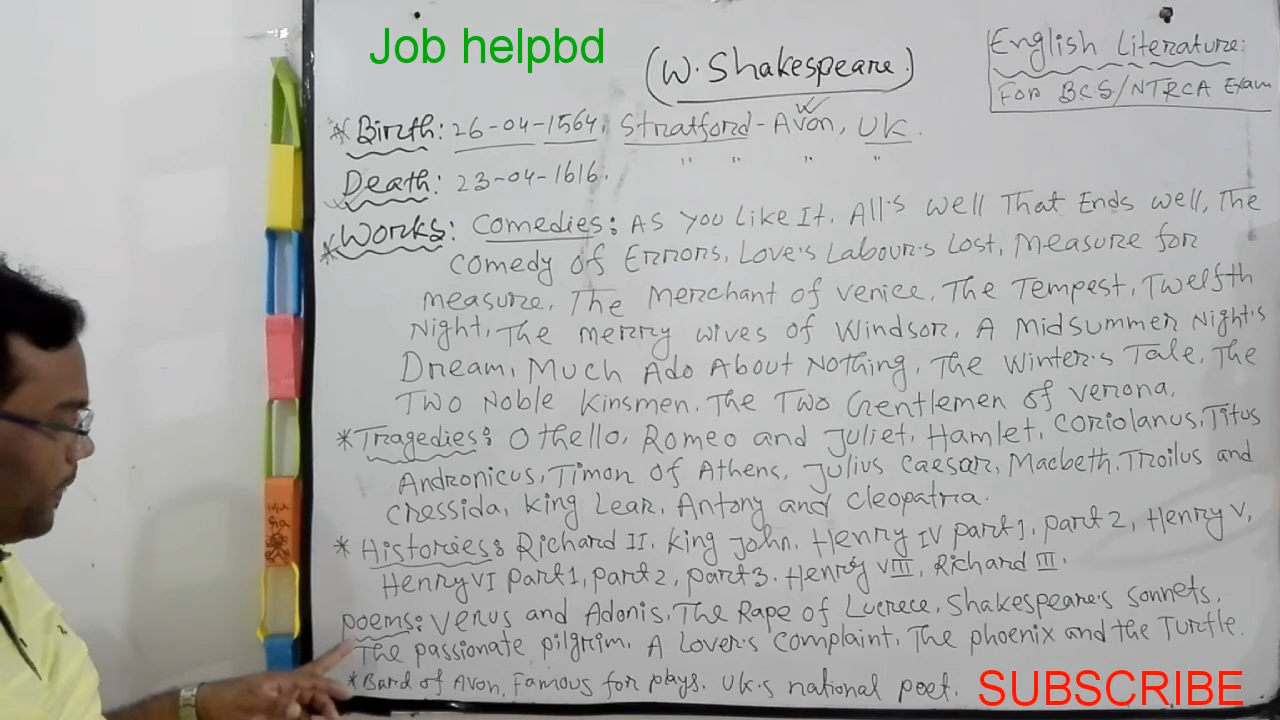 Job helpbd
(W. Shakespeare.)
English Literature:
For BCS/NTRCA Exam
* Birth: 26-04-1564, Stratford-Avon, UK.
" " " "
Death: 23-04-1616.
* Works: Comedies: As You Like It. All's Well That Ends Well, The
Comedy of Errors, Love's Labour's Lost, Measure for
Measure, The Merchant of Venice, The Tempest, Twelfth
Night, The Merry Wives of Windsor, A Midsummer Night's
Dream, Much Ado About Nothing, The Winter's Tale, The
Two Noble Kinsmen. The Two Gentlemen of Verona.
* Tragedies: Othello, Romeo and Juliet, Hamlet, Coriolanus, Titus
Andronicus, Timon of Athens, Julius Caesar, Macbeth, Troilus and
Cressida, King Lear, Antony and Cleopatra.
* Histories: Richard II. King John. Henry IV Part 1, Part 2, Henry V,
Henry VI Part 1, Part 2, Part 3. Henry VIII, Richard III.
Poems: Venus and Adonis, The Rape of Lucrece, Shakespeare's Sonnets,
The passionate pilgrim, A Lover's Complaint, The phoenix and the Turtle.
* Bard of Avon, Famous for plays. UK's national poet.
SUBSCRIBE